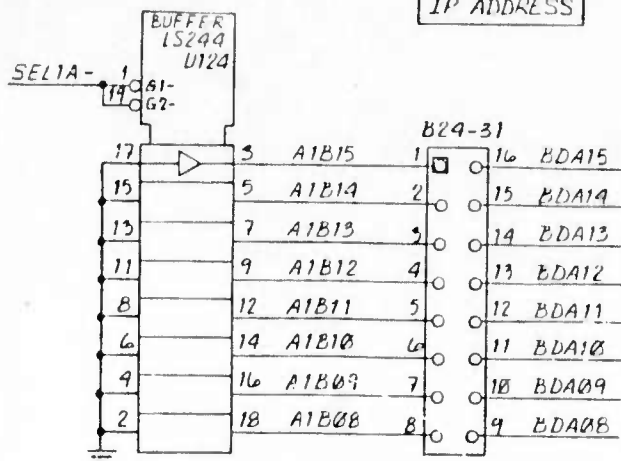 IP ADDRESS
BUFFER
LS244
U124
SEL1A-
1 G1-
19 G2-
B24-31
17 3 A1B15 1 16 BDA15
15 5 A1B14 2 15 BDA14
13 7 A1B13 3 14 BDA13
11 9 A1B12 4 13 BDA12
8 12 A1B11 5 12 BDA11
6 14 A1B10 6 11 BDA10
4 16 A1B09 7 10 BDA09
2 18 A1B08 8 9 BDA08